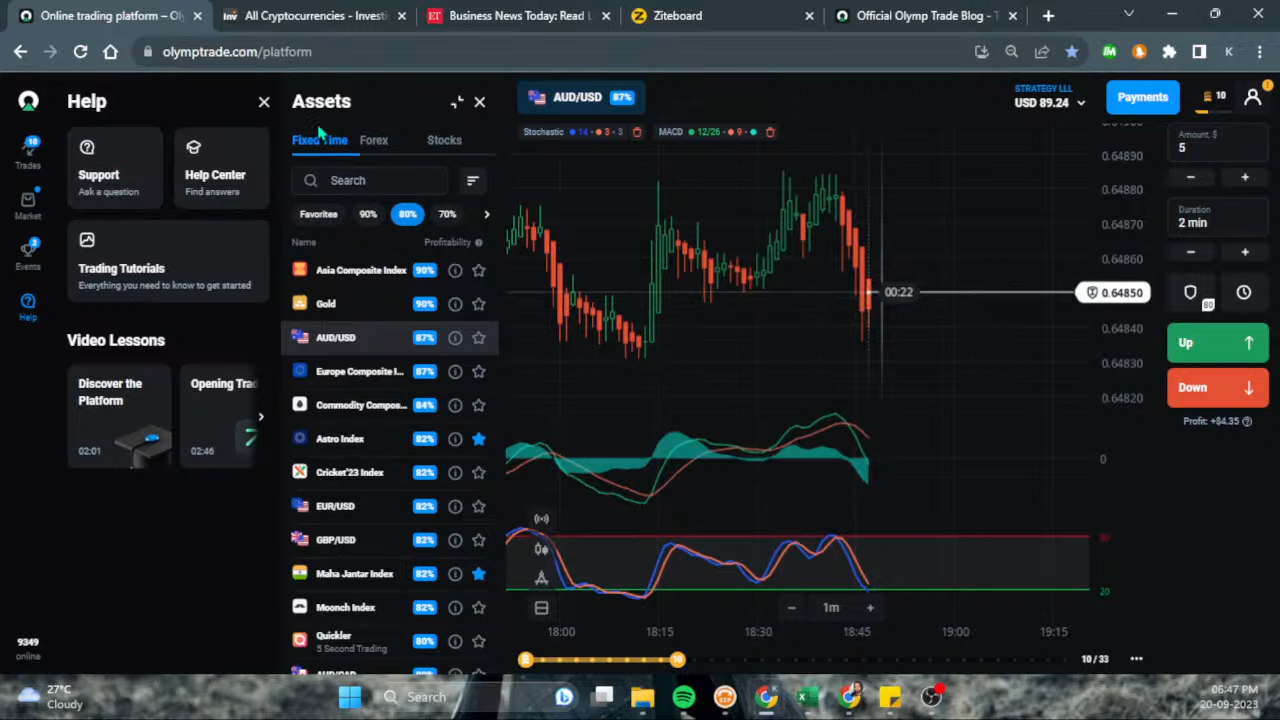 Online trading platform – Oly
All Cryptocurrencies - Investi
Business News Today: Read L
Ziteboard
Official Olymp Trade Blog - T
olymptrade.com/platform
K
Help
Support
Ask a question
Help Center
Find answers
Trading Tutorials
Everything you need to know to get started
Video Lessons
Discover the Platform
02:01
Opening Trad
02:46
10
Trades
Market
2
Events
Help
9349
online
Assets
Fixed Time
Forex
Stocks
Search
Favorites
90%
80%
70%
Name
Profitability
Asia Composite Index 90%
Gold 90%
AUD/USD 87%
Europe Composite I... 87%
Commodity Compos... 84%
Astro Index 82%
Cricket'23 Index 82%
EUR/USD 82%
GBP/USD 82%
Maha Jantar Index 82%
Moonch Index 82%
Quickler 80%
5 Second Trading
AUD/USD 87%
STRATEGY LLL
USD 89.24
Payments
10
Stochastic 14 3 3
MACD 12/26 9
0.64890
0.64880
0.64870
0.64860
0.64850
0.64840
0.64830
0.64820
00:22
0
20
1m
18:00 18:15 18:30 18:45 19:00 19:15
10
10 / 33
Amount, $
5
Duration
2 min
80
Up
Down
Profit: +$4.35
27°C
Cloudy
Search
06:47 PM
20-09-2023